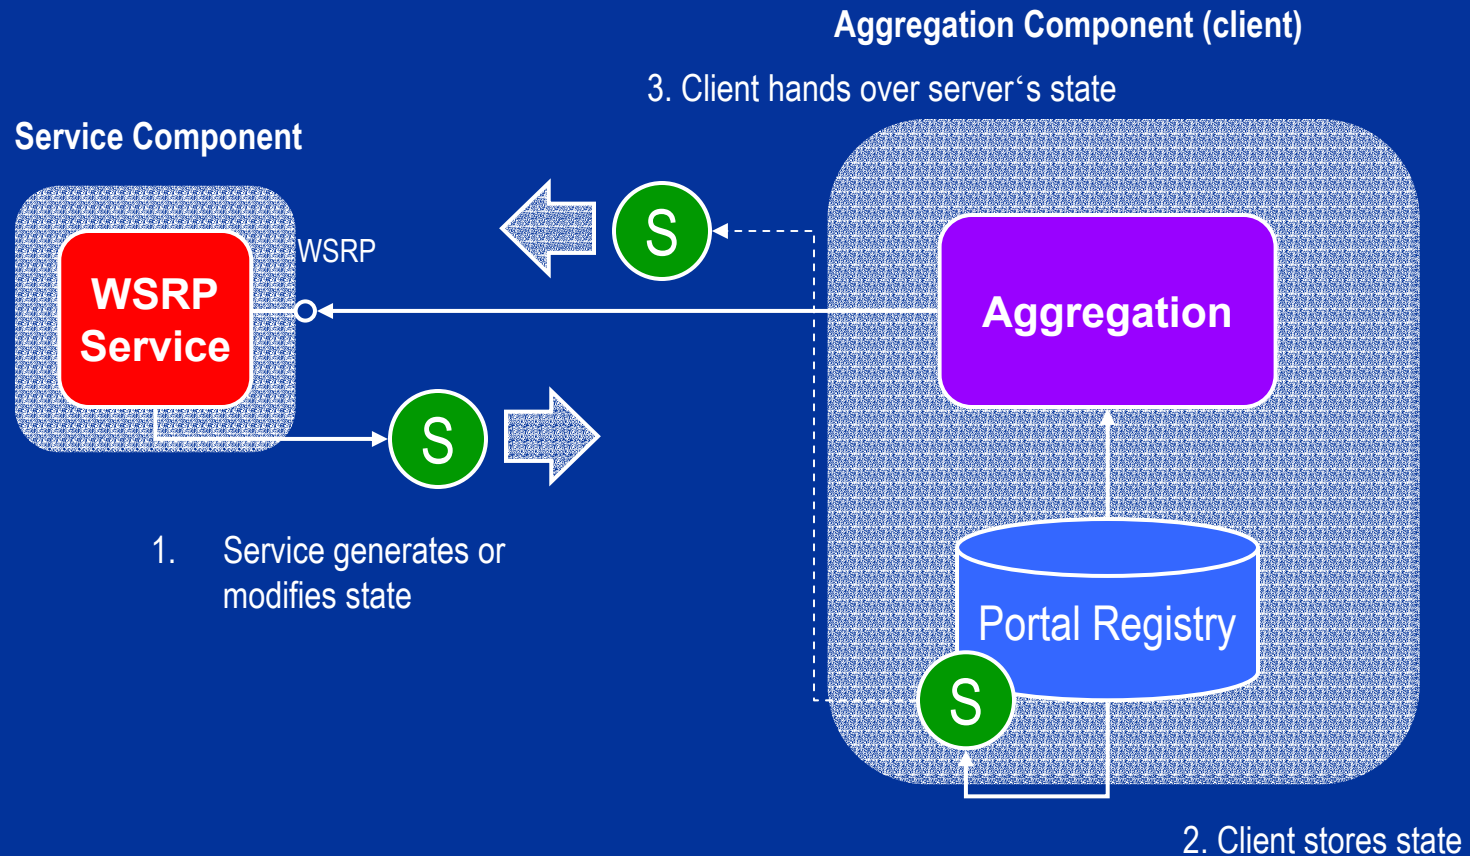 Aggregation Component (client)
3. Client hands over server‘s state
Service Component
S
WSRP
WSRP
Service
Aggregation
S
1. Service generates or
modifies state
Portal Registry
S
2. Client stores state